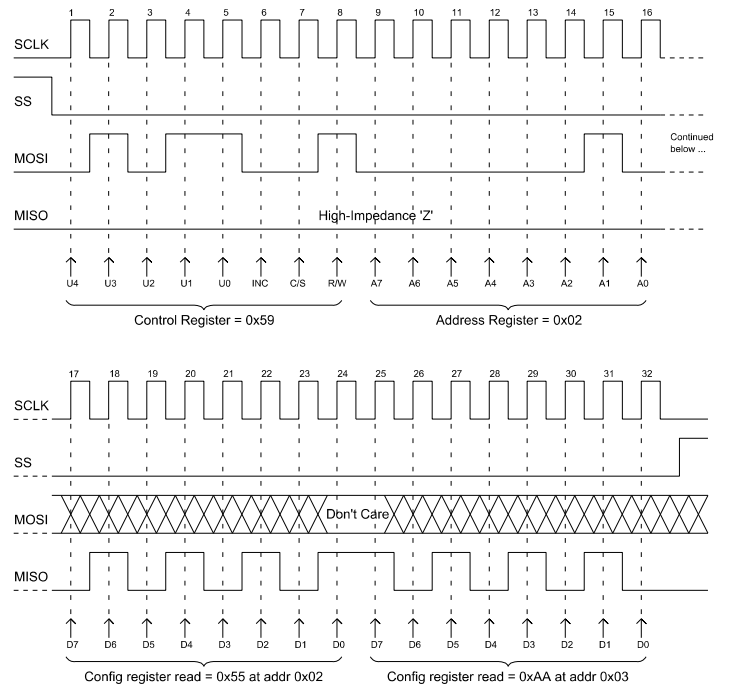 1 2 3 4 5 6 7 8 9 10 11 12 13 14 15 16
SCLK
SS
MOSI
Continued
below ...
MISO
High-Impedance 'Z'
U4 U3 U2 U1 U0 INC C/S R/W A7 A6 A5 A4 A3 A2 A1 A0
Control Register = 0x59
Address Register = 0x02
17 18 19 20 21 22 23 24 25 26 27 28 29 30 31 32
SCLK
SS
MOSI
Don't Care
MISO
D7 D6 D5 D4 D3 D2 D1 D0 D7 D6 D5 D4 D3 D2 D1 D0
Config register read = 0x55 at addr 0x02
Config register read = 0xAA at addr 0x03